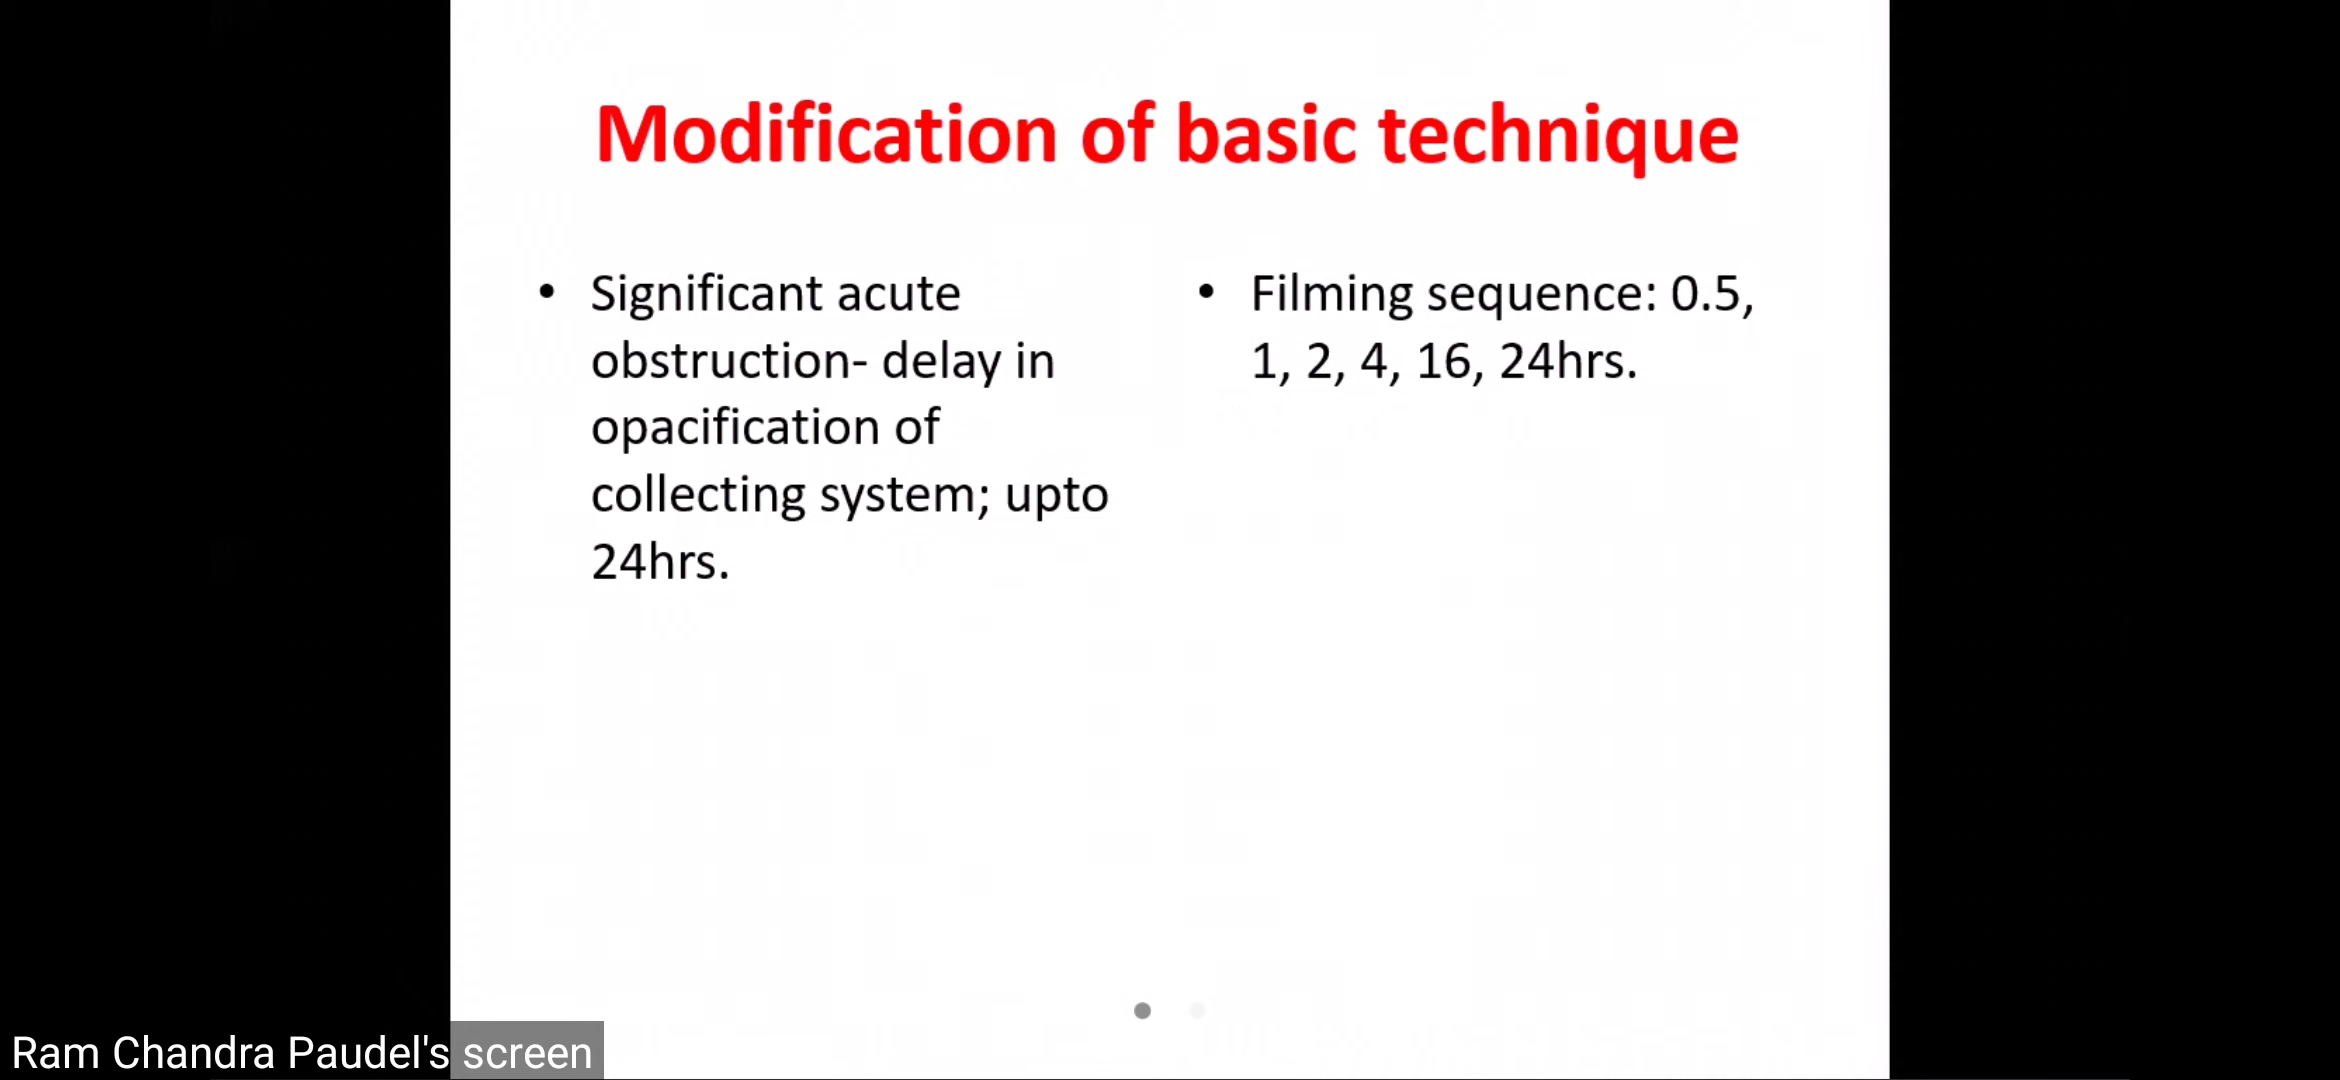 Modification of basic technique
• Significant acute
obstruction- delay in
opacification of
collecting system; upto
24hrs.
• Filming sequence: 0.5,
1, 2, 4, 16, 24hrs.
Ram Chandra Paudel's screen